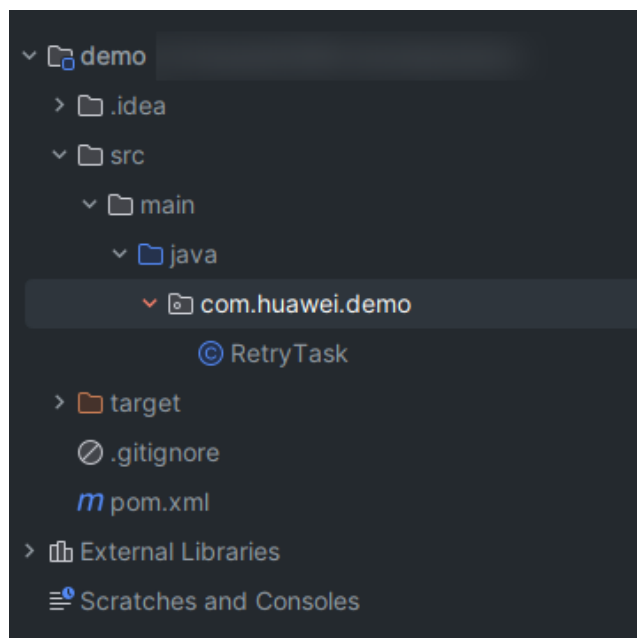 demo
.idea
src
main
java
com.huawei.demo
RetryTask
target
.gitignore
pom.xml
External Libraries
Scratches and Consoles